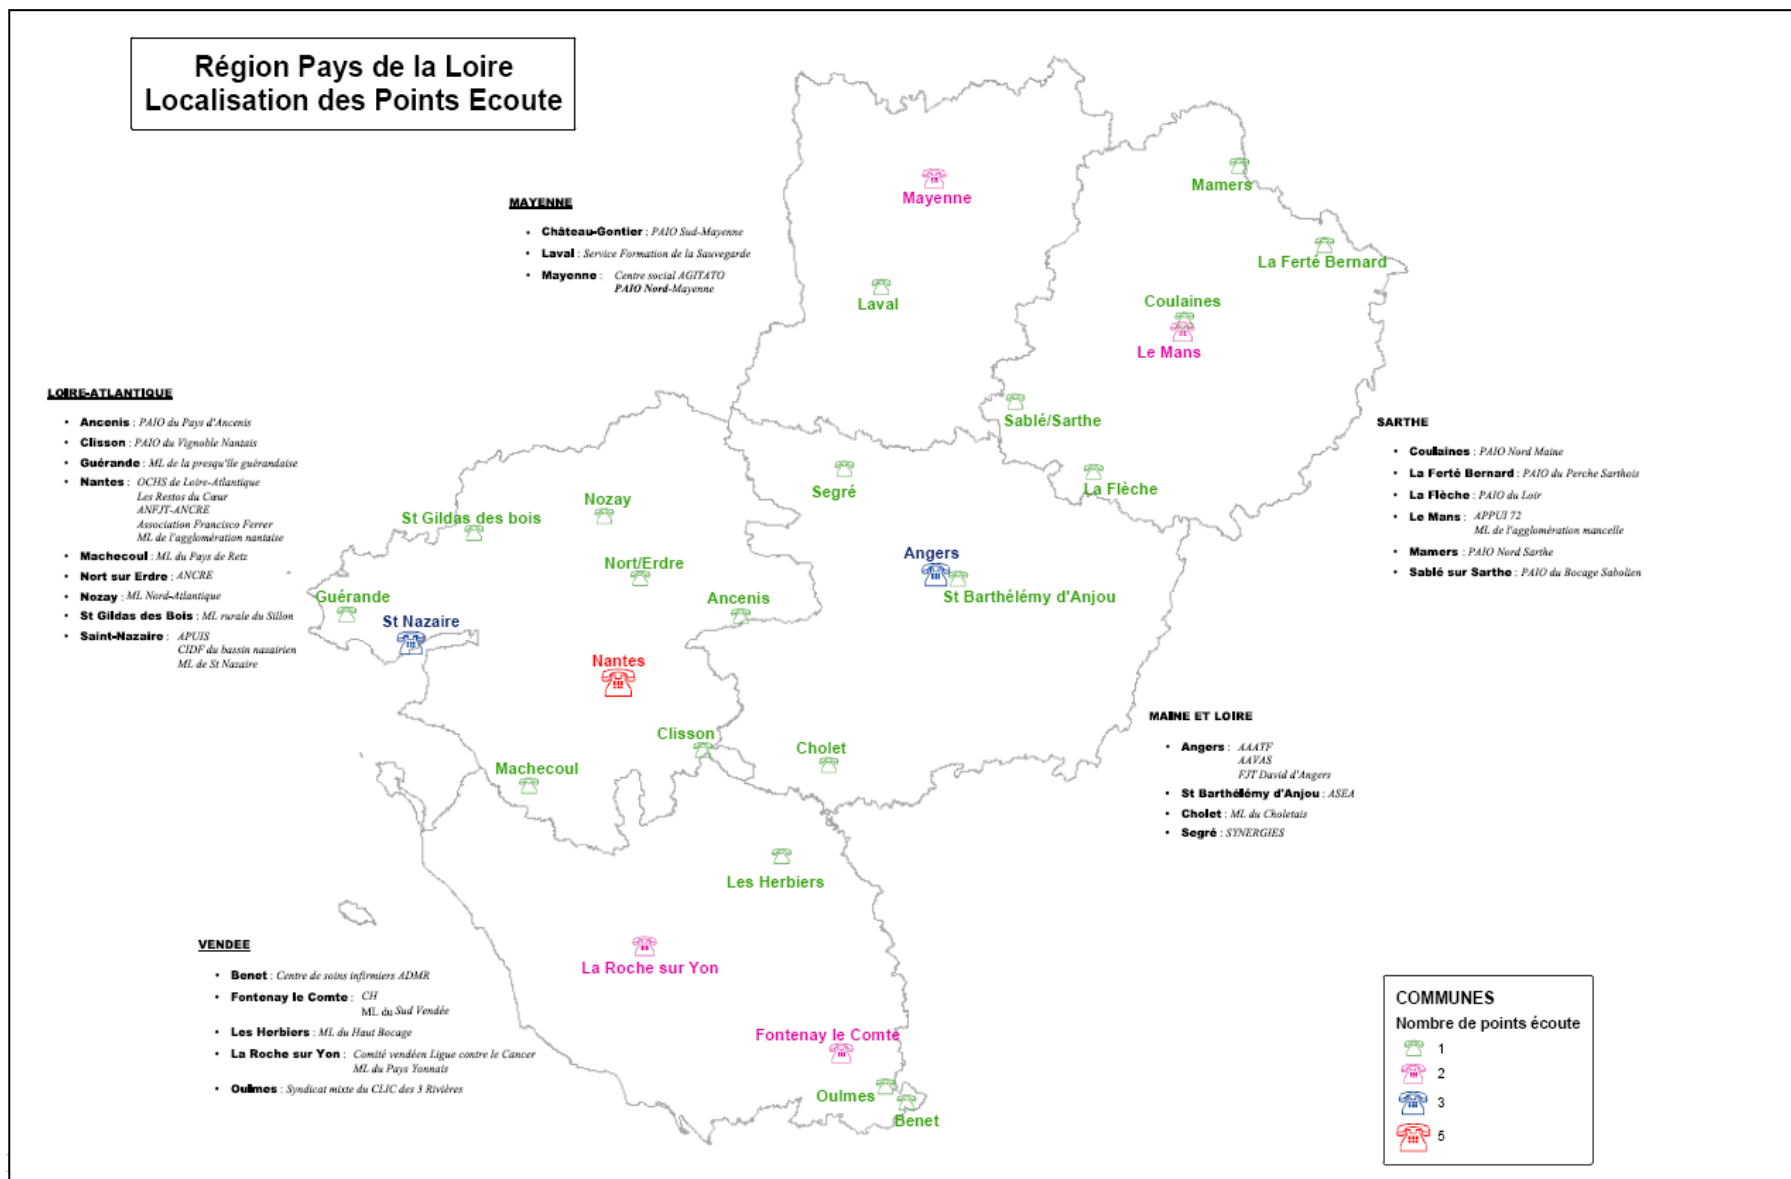 Région Pays de la Loire
Localisation des Points Ecoute
MAYENNE
• Château-Gontier : PAIO Sud-Mayenne
• Laval : Service Formation de la Sauvegarde
• Mayenne : Centre social AGITATO
PAIO Nord-Mayenne
LOIRE-ATLANTIQUE
• Ancenis : PAIO du Pays d'Ancenis
• Clisson : PAIO du Vignoble Nantais
• Guérande : ML de la presqu'île guérandaise
• Nantes : OCHS de Loire-Atlantique
Les Restos du Cœur
ANFJT-ANCRE
Association Francisco Ferrer
ML de l'agglomération nantaise
• Machecoul : ML du Pays de Retz
• Nort sur Erdre : ANCRE
• Nozay : ML Nord-Atlantique
• St Gildas des Bois : ML rurale du Sillon
• Saint-Nazaire : APUIS
CIDF du bassin nazairien
ML de St Nazaire
SARTHE
• Coulaines : PAIO Nord Maine
• La Ferté Bernard : PAIO du Perche Sarthois
• La Flèche : PAIO du Loir
• Le Mans : APPUI 72
ML de l'agglomération mancelle
• Mamers : PAIO Nord Sarthe
• Sablé sur Sarthe : PAIO du Bocage Sabolien
MAINE ET LOIRE
• Angers : AAATF
AAVAS
FJT David d'Angers
• St Barthélémy d'Anjou : ASEA
• Cholet : ML du Choletais
• Segré : SYNERGIES
VENDEE
• Benet : Centre de soins infirmiers ADMR
• Fontenay le Comte : CH
ML du Sud Vendée
• Les Herbiers : ML du Haut Bocage
• La Roche sur Yon : Comité vendéen Ligue contre le Cancer
ML du Pays Yonnais
• Oulmes : Syndicat mixte du CLIC des 3 Rivières
Mayenne
Mamers
La Ferté Bernard
Laval
Coulaines
Le Mans
Sablé/Sarthe
La Flèche
Segré
Nozay
St Gildas des bois
Nort/Erdre
Angers
St Barthélémy d'Anjou
Ancenis
Guérande
St Nazaire
Nantes
Clisson
Cholet
Machecoul
Les Herbiers
La Roche sur Yon
Fontenay le Comte
Oulmes
Benet
COMMUNES
Nombre de points écoute
1
2
3
5